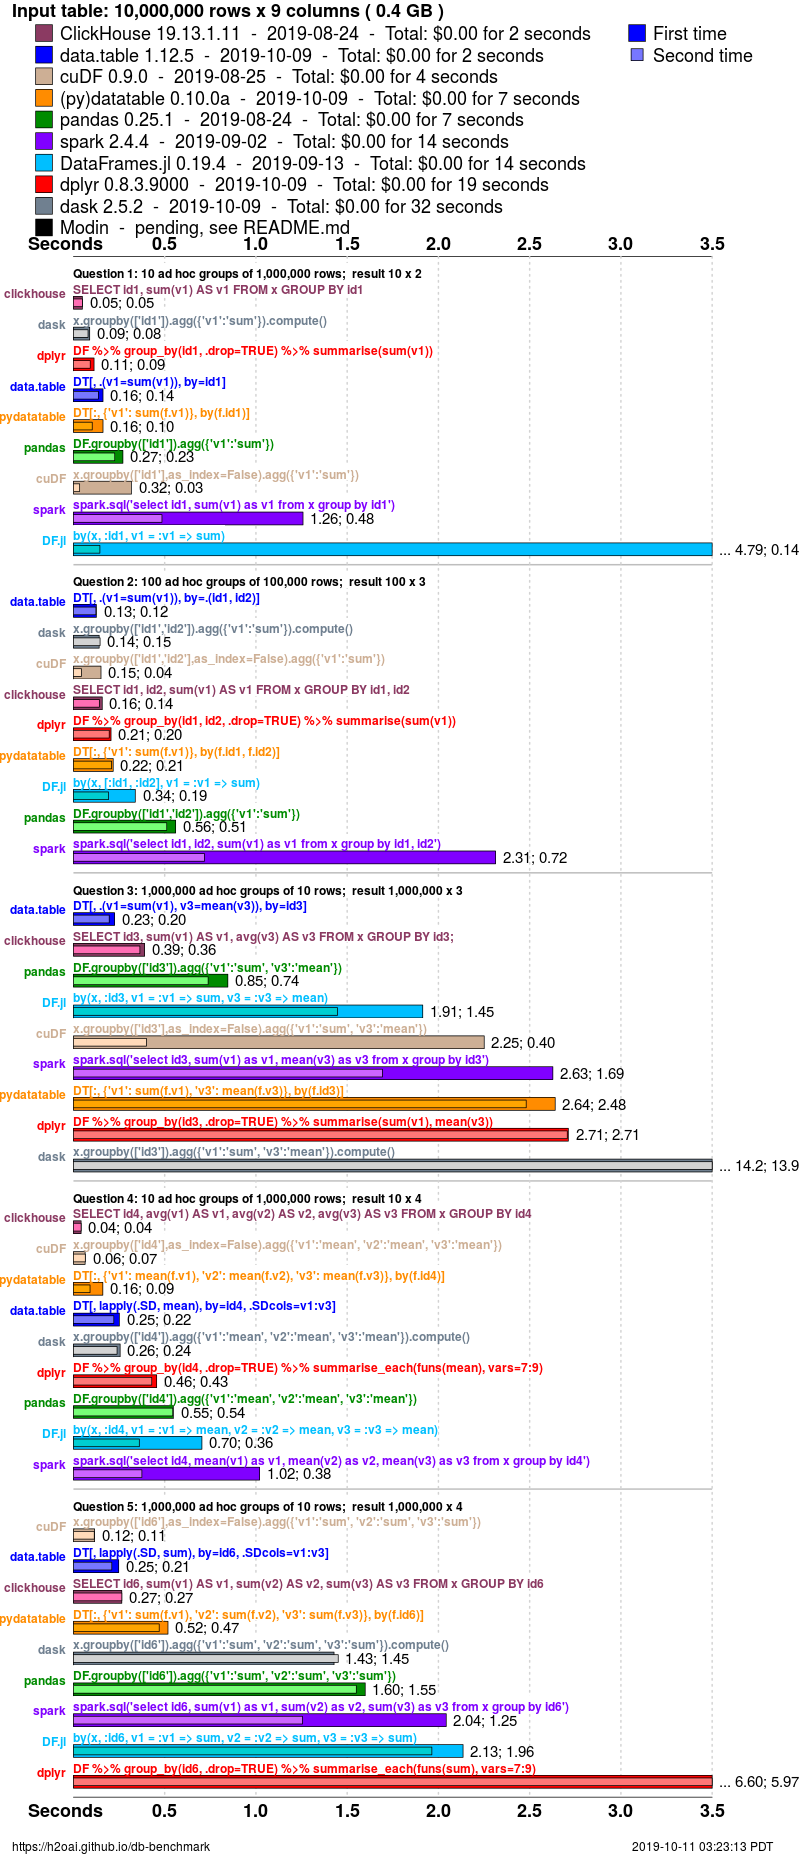 Input table: 10,000,000 rows x 9 columns ( 0.4 GB )
ClickHouse 19.13.1.11 - 2019-08-24 - Total: $0.00 for 2 seconds
First time
data.table 1.12.5 - 2019-10-09 - Total: $0.00 for 2 seconds
Second time
cuDF 0.9.0 - 2019-08-25 - Total: $0.00 for 4 seconds
(py)datatable 0.10.0a - 2019-10-09 - Total: $0.00 for 7 seconds
pandas 0.25.1 - 2019-08-24 - Total: $0.00 for 7 seconds
spark 2.4.4 - 2019-09-02 - Total: $0.00 for 14 seconds
DataFrames.jl 0.19.4 - 2019-09-13 - Total: $0.00 for 14 seconds
dplyr 0.8.3.9000 - 2019-10-09 - Total: $0.00 for 19 seconds
dask 2.5.2 - 2019-10-09 - Total: $0.00 for 32 seconds
Modin - pending, see README.md
Seconds 0.5 1.0 1.5 2.0 2.5 3.0 3.5
Question 1: 10 ad hoc groups of 1,000,000 rows; result 10 x 2
clickhouse SELECT id1, sum(v1) AS v1 FROM x GROUP BY id1
0.05; 0.05
dask x.groupby(['id1']).agg({'v1':'sum'}).compute()
0.09; 0.08
dplyr DF %>% group_by(id1, .drop=TRUE) %>% summarise(sum(v1))
0.11; 0.09
data.table DT[, .(v1=sum(v1)), by=id1]
0.16; 0.14
pydatatable DT[:, {'v1': sum(f.v1)}, by(f.id1)]
0.16; 0.10
pandas DF.groupby(['id1']).agg({'v1':'sum'})
0.27; 0.23
cuDF x.groupby(['id1'],as_index=False).agg({'v1':'sum'})
0.32; 0.03
spark spark.sql('select id1, sum(v1) as v1 from x group by id1')
1.26; 0.48
DF.jl by(x, :id1, v1 = :v1 => sum)
... 4.79; 0.14
Question 2: 100 ad hoc groups of 100,000 rows; result 100 x 3
data.table DT[, .(v1=sum(v1)), by=.(id1, id2)]
0.13; 0.12
dask x.groupby(['id1','id2']).agg({'v1':'sum'}).compute()
0.14; 0.15
cuDF x.groupby(['id1','id2'],as_index=False).agg({'v1':'sum'})
0.15; 0.04
clickhouse SELECT id1, id2, sum(v1) AS v1 FROM x GROUP BY id1, id2
0.16; 0.14
dplyr DF %>% group_by(id1, id2, .drop=TRUE) %>% summarise(sum(v1))
0.21; 0.20
pydatatable DT[:, {'v1': sum(f.v1)}, by(f.id1, f.id2)]
0.22; 0.21
DF.jl by(x, [:id1, :id2], v1 = :v1 => sum)
0.34; 0.19
pandas DF.groupby(['id1','id2']).agg({'v1':'sum'})
0.56; 0.51
spark spark.sql('select id1, id2, sum(v1) as v1 from x group by id1, id2')
2.31; 0.72
Question 3: 1,000,000 ad hoc groups of 10 rows; result 1,000,000 x 3
data.table DT[, .(v1=sum(v1), v3=mean(v3)), by=id3]
0.23; 0.20
clickhouse SELECT id3, sum(v1) AS v1, avg(v3) AS v3 FROM x GROUP BY id3;
0.39; 0.36
pandas DF.groupby(['id3']).agg({'v1':'sum', 'v3':'mean'})
0.85; 0.74
DF.jl by(x, :id3, v1 = :v1 => sum, v3 = :v3 => mean)
1.91; 1.45
cuDF x.groupby(['id3'],as_index=False).agg({'v1':'sum', 'v3':'mean'})
2.25; 0.40
spark spark.sql('select id3, sum(v1) as v1, mean(v3) as v3 from x group by id3')
2.63; 1.69
pydatatable DT[:, {'v1': sum(f.v1), 'v3': mean(f.v3)}, by(f.id3)]
2.64; 2.48
dplyr DF %>% group_by(id3, .drop=TRUE) %>% summarise(sum(v1), mean(v3))
2.71; 2.71
dask x.groupby(['id3']).agg({'v1':'sum', 'v3':'mean'}).compute()
... 14.2; 13.9
Question 4: 10 ad hoc groups of 1,000,000 rows; result 10 x 4
clickhouse SELECT id4, avg(v1) AS v1, avg(v2) AS v2, avg(v3) AS v3 FROM x GROUP BY id4
0.04; 0.04
cuDF x.groupby(['id4'],as_index=False).agg({'v1':'mean', 'v2':'mean', 'v3':'mean'})
0.06; 0.07
pydatatable DT[:, {'v1': mean(f.v1), 'v2': mean(f.v2), 'v3': mean(f.v3)}, by(f.id4)]
0.16; 0.09
data.table DT[, lapply(.SD, mean), by=id4, .SDcols=v1:v3]
0.25; 0.22
dask x.groupby(['id4']).agg({'v1':'mean', 'v2':'mean', 'v3':'mean'}).compute()
0.26; 0.24
dplyr DF %>% group_by(id4, .drop=TRUE) %>% summarise_each(funs(mean), vars=7:9)
0.46; 0.43
pandas DF.groupby(['id4']).agg({'v1':'mean', 'v2':'mean', 'v3':'mean'})
0.55; 0.54
DF.jl by(x, :id4, v1 = :v1 => mean, v2 = :v2 => mean, v3 = :v3 => mean)
0.70; 0.36
spark spark.sql('select id4, mean(v1) as v1, mean(v2) as v2, mean(v3) as v3 from x group by id4')
1.02; 0.38
Question 5: 1,000,000 ad hoc groups of 10 rows; result 1,000,000 x 4
cuDF x.groupby(['id6'],as_index=False).agg({'v1':'sum', 'v2':'sum', 'v3':'sum'})
0.12; 0.11
data.table DT[, lapply(.SD, sum), by=id6, .SDcols=v1:v3]
0.25; 0.21
clickhouse SELECT id6, sum(v1) AS v1, sum(v2) AS v2, sum(v3) AS v3 FROM x GROUP BY id6
0.27; 0.27
pydatatable DT[:, {'v1': sum(f.v1), 'v2': sum(f.v2), 'v3': sum(f.v3)}, by(f.id6)]
0.52; 0.47
dask x.groupby(['id6']).agg({'v1':'sum', 'v2':'sum', 'v3':'sum'}).compute()
1.43; 1.45
pandas DF.groupby(['id6']).agg({'v1':'sum', 'v2':'sum', 'v3':'sum'})
1.60; 1.55
spark spark.sql('select id6, sum(v1) as v1, sum(v2) as v2, sum(v3) as v3 from x group by id6')
2.04; 1.25
DF.jl by(x, :id6, v1 = :v1 => sum, v2 = :v2 => sum, v3 = :v3 => sum)
2.13; 1.96
dplyr DF %>% group_by(id6, .drop=TRUE) %>% summarise_each(funs(sum), vars=7:9)
... 6.60; 5.97
Seconds 0.5 1.0 1.5 2.0 2.5 3.0 3.5
https://h2oai.github.io/db-benchmark
2019-10-11 03:23:13 PDT